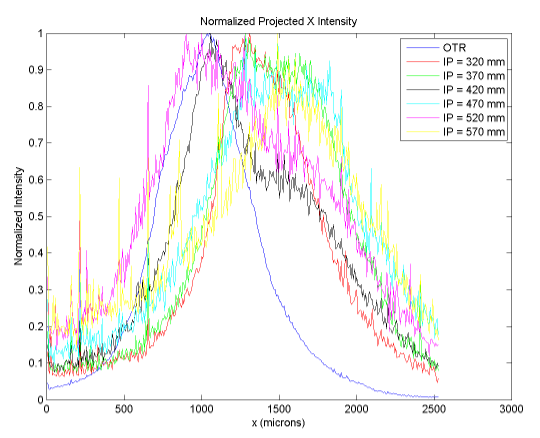 Normalized Projected X Intensity
Normalized Intensity
1
0.9
0.8
0.7
0.6
0.5
0.4
0.3
0.2
0.1
0
0 500 1000 1500 2000 2500 3000
x (microns)
OTR
IP = 320 mm
IP = 370 mm
IP = 420 mm
IP = 470 mm
IP = 520 mm
IP = 570 mm